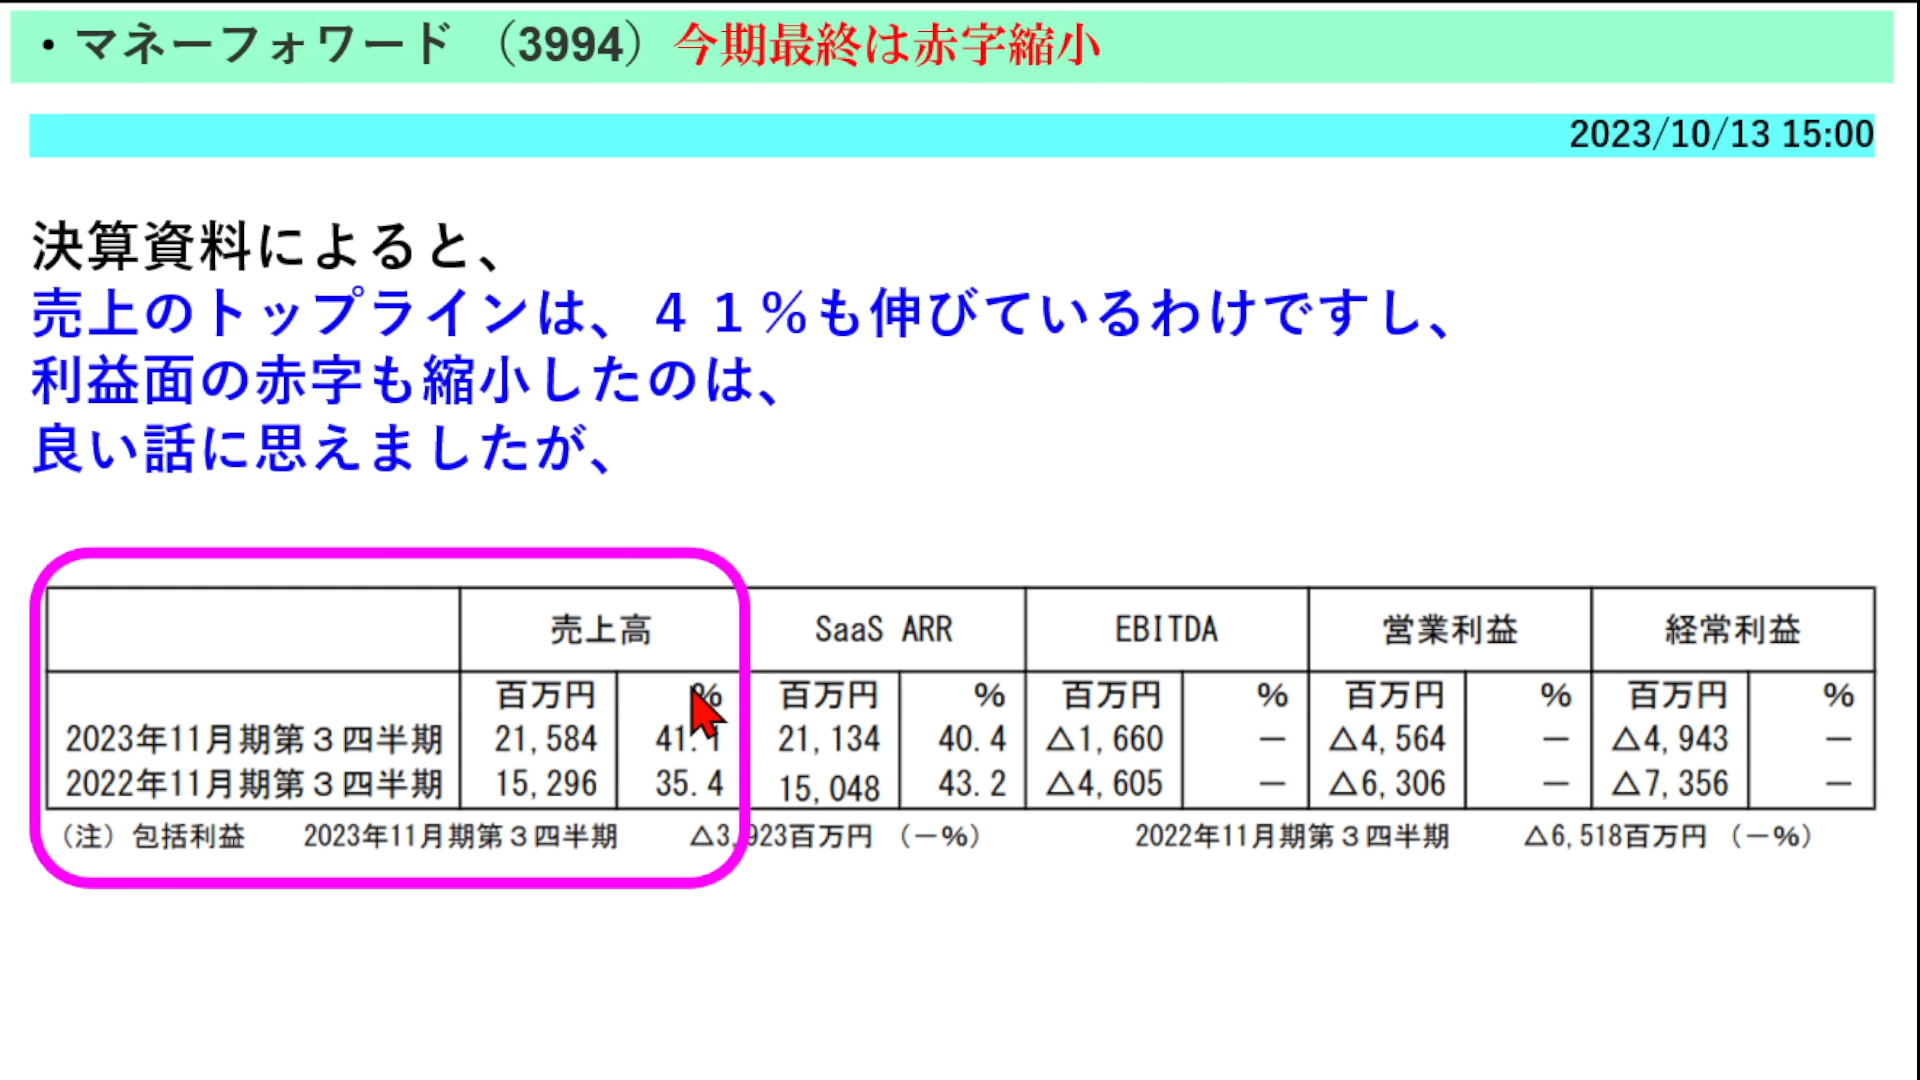 ・マネーフォワード （3994）今期最終は赤字縮小
2023/10/13 15:00
決算資料によると、
売上のトップラインは、４１％も伸びているわけですし、
利益面の赤字も縮小したのは、
良い話に思えましたが、
売上高 SaaS ARR EBITDA 営業利益 経常利益
百万円 % 百万円 % 百万円 % 百万円 % 百万円 %
2023年11月期第３四半期 21,584 41.1 21,134 40.4 △1,660 － △4,564 － △4,943 －
2022年11月期第３四半期 15,296 35.4 15,048 43.2 △4,605 － △6,306 － △7,356 －
（注）包括利益 2023年11月期第３四半期 △3,923百万円 （－%） 2022年11月期第３四半期 △6,518百万円 （－%）